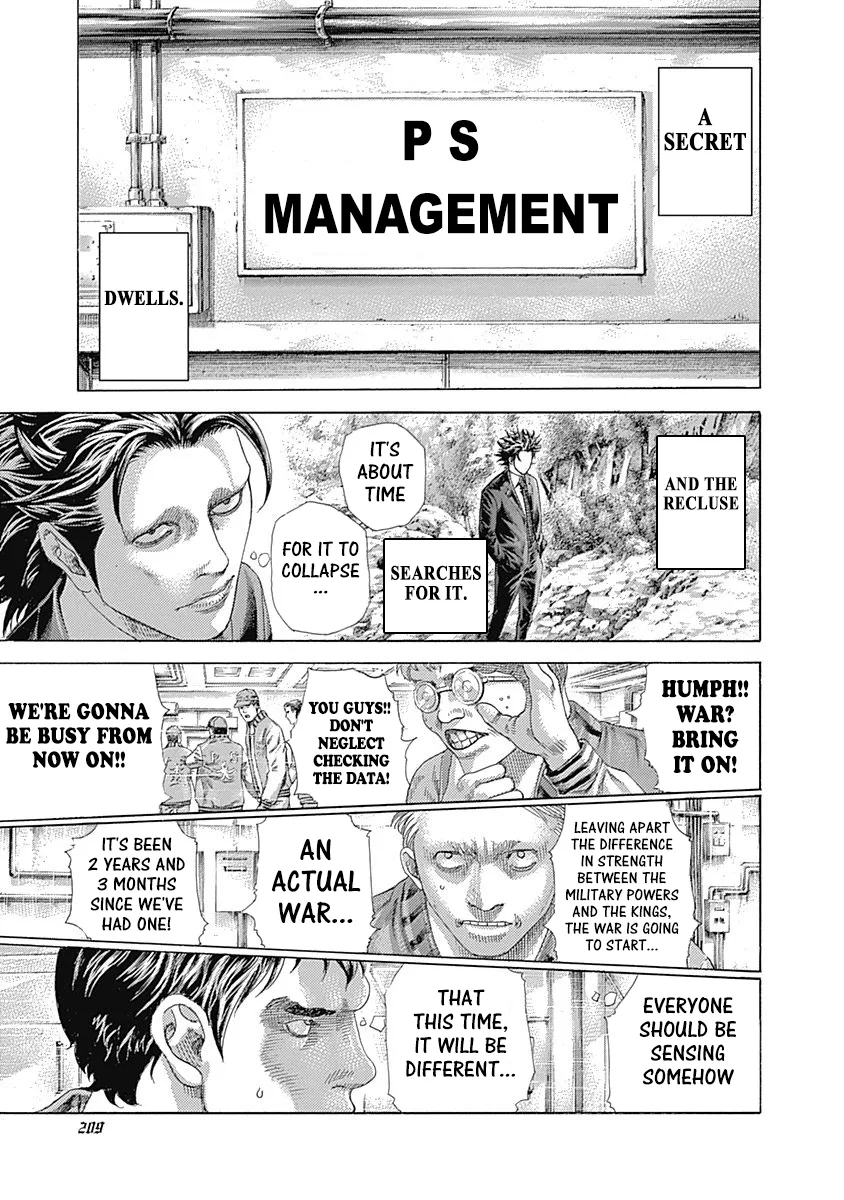 A
SECRET
P S
MANAGEMENT
DWELLS.
AND THE
RECLUSE
SEARCHES
FOR IT.
IT'S
ABOUT
TIME
FOR IT TO
COLLAPSE
...
HUMPH!!
WAR?
BRING
IT ON!
YOU GUYS!!
DON'T
NEGLECT
CHECKING
THE DATA!
WE'RE GONNA
BE BUSY FROM
NOW ON!!
LEAVING APART
THE DIFFERENCE
IN STRENGTH
BETWEEN THE
MILITARY POWERS
AND THE KINGS,
THE WAR IS GOING
TO START...
AN
ACTUAL
WAR...
IT'S BEEN
2 YEARS AND
3 MONTHS
SINCE WE'VE
HAD ONE!
EVERYONE
SHOULD BE
SENSING
SOMEHOW
THAT
THIS TIME,
IT WILL BE
DIFFERENT...
209